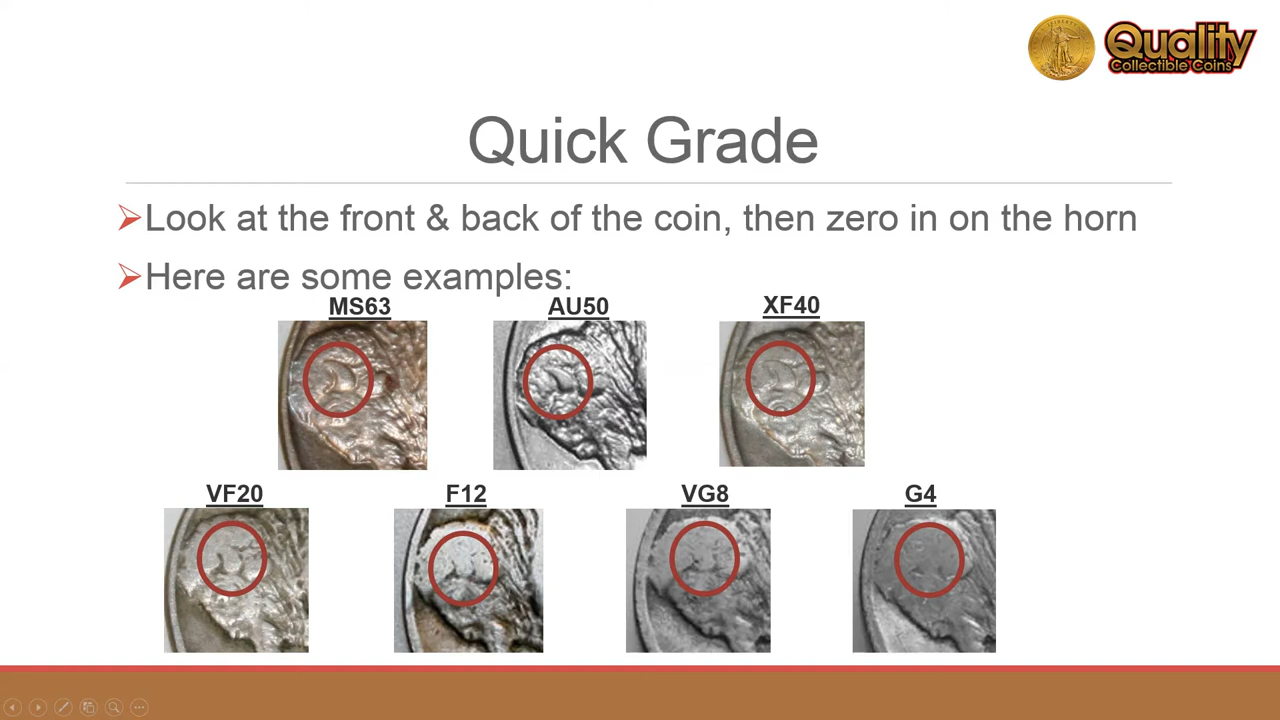 Quality
Collectible Coins
Quick Grade
Look at the front & back of the coin, then zero in on the horn
Here are some examples:
MS63
AU50
XF40
VF20
F12
VG8
G4